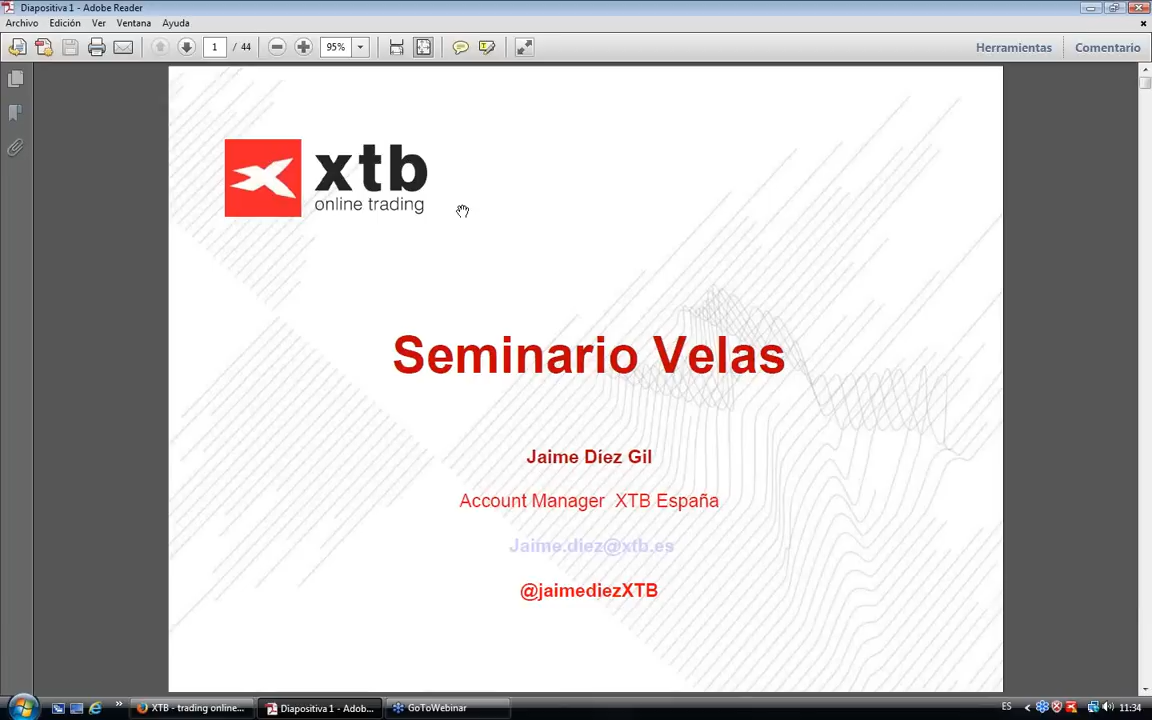 Diapositiva 1 - Adobe Reader
Archivo Edición Ver Ventana Ayuda
1 / 44 95% Herramientas Comentario
xtb
online trading
Seminario Velas
Jaime Díez Gil
Account Manager XTB España
Jaime.diez@xtb.es
@jaimediezXTB
XTB - trading online... Diapositiva 1 - Adob... GoToWebinar ES 11:34